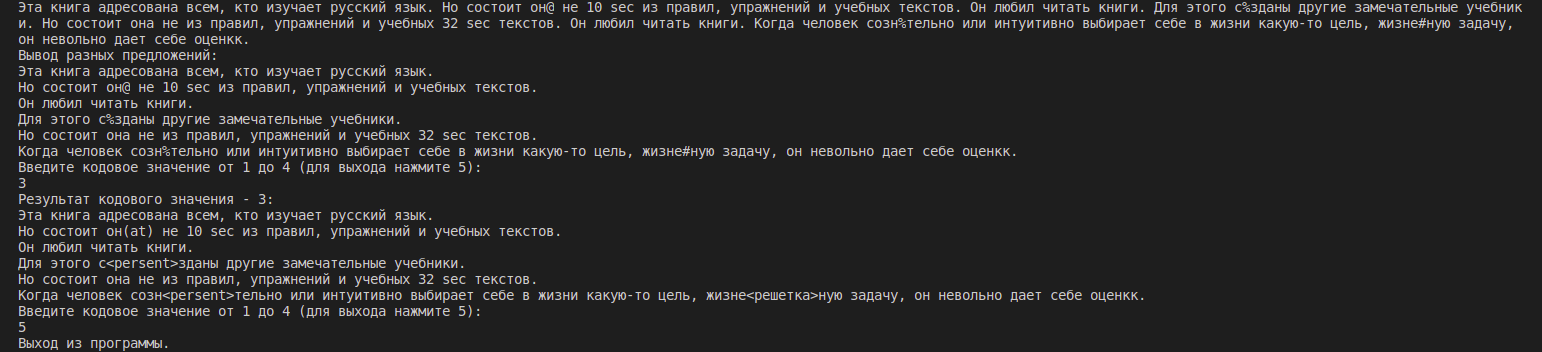 Эта книга адресована всем, кто изучает русский язык. Но состоит он@ не 10 sec из правил, упражнений и учебных текстов. Он любил читать книги. Для этого с%зданы другие замечательные учебник
и. Но состоит она не из правил, упражнений и учебных 32 sec текстов. Он любил читать книги. Когда человек созн%тельно или интуитивно выбирает себе в жизни какую-то цель, жизне#ную задачу,
он невольно дает себе оценкк.
Вывод разных предложений:
Эта книга адресована всем, кто изучает русский язык.
Но состоит он@ не 10 sec из правил, упражнений и учебных текстов.
Он любил читать книги.
Для этого с%зданы другие замечательные учебники.
Но состоит она не из правил, упражнений и учебных 32 sec текстов.
Когда человек созн%тельно или интуитивно выбирает себе в жизни какую-то цель, жизне#ную задачу, он невольно дает себе оценкк.
Введите кодовое значение от 1 до 4 (для выхода нажмите 5):
3
Результат кодового значения - 3:
Эта книга адресована всем, кто изучает русский язык.
Но состоит он(at) не 10 sec из правил, упражнений и учебных текстов.
Он любил читать книги.
Для этого с<persent>зданы другие замечательные учебники.
Но состоит она не из правил, упражнений и учебных 32 sec текстов.
Когда человек созн<persent>тельно или интуитивно выбирает себе в жизни какую-то цель, жизне<решетка>ную задачу, он невольно дает себе оценкк.
Введите кодовое значение от 1 до 4 (для выхода нажмите 5):
5
Выход из программы.